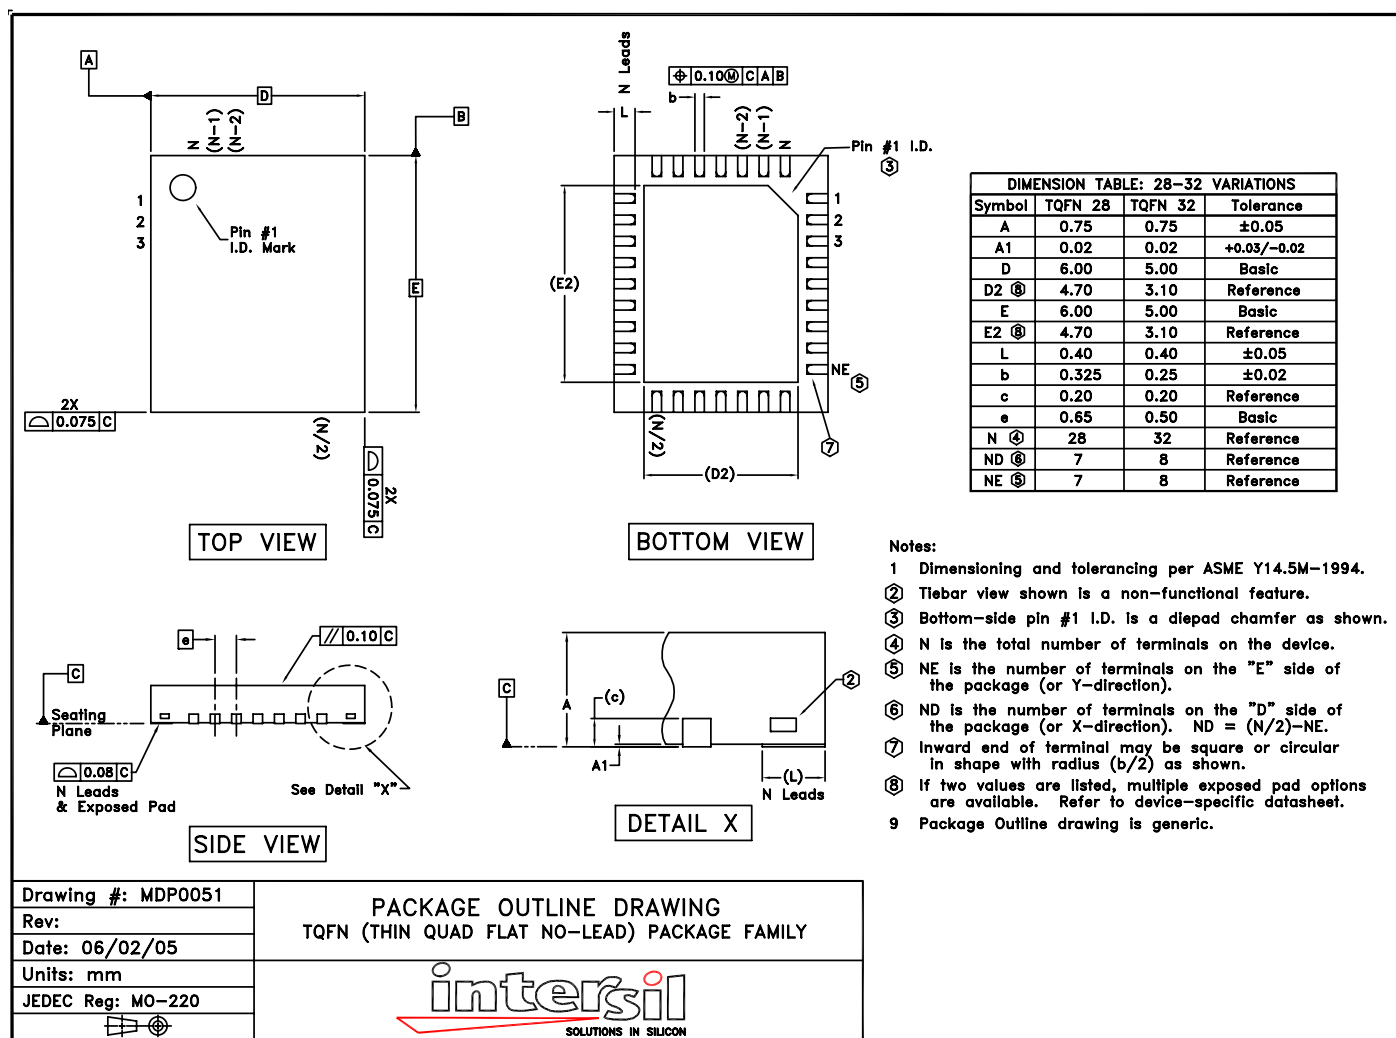 A
D
N
(N-1)
(N-2)
B
1
2
3
Pin #1
I.D. Mark
E
2X
⌓ 0.075 C
(N/2)
⌓ 0.075 C
2X
TOP VIEW
N Leads
⌖ 0.10Ⓜ C A B
b
L
(N-2)
(N-1)
N
Pin #1 I.D.
3
1
2
3
(E2)
NE
5
(N/2)
7
(D2)
BOTTOM VIEW
DIMENSION TABLE: 28-32 VARIATIONS
Symbol TQFN 28 TQFN 32 Tolerance
A 0.75 0.75 ±0.05
A1 0.02 0.02 +0.03/-0.02
D 6.00 5.00 Basic
D2 8 4.70 3.10 Reference
E 6.00 5.00 Basic
E2 8 4.70 3.10 Reference
L 0.40 0.40 ±0.05
b 0.325 0.25 ±0.02
c 0.20 0.20 Reference
e 0.65 0.50 Basic
N 4 28 32 Reference
ND 6 7 8 Reference
NE 5 7 8 Reference
Notes:
1 Dimensioning and tolerancing per ASME Y14.5M-1994.
2 Tiebar view shown is a non-functional feature.
3 Bottom-side pin #1 I.D. is a diepad chamfer as shown.
4 N is the total number of terminals on the device.
5 NE is the number of terminals on the "E" side of
the package (or Y-direction).
6 ND is the number of terminals on the "D" side of
the package (or X-direction). ND = (N/2)-NE.
7 Inward end of terminal may be square or circular
in shape with radius (b/2) as shown.
8 If two values are listed, multiple exposed pad options
are available. Refer to device-specific datasheet.
9 Package Outline drawing is generic.
e
// 0.10 C
C
Seating
Plane
⌓ 0.08 C
N Leads
& Exposed Pad
See Detail "X"
SIDE VIEW
C
A
(c)
2
A1
(L)
N Leads
DETAIL X
Drawing #: MDP0051
Rev:
Date: 06/02/05
Units: mm
JEDEC Reg: MO-220
PACKAGE OUTLINE DRAWING
TQFN (THIN QUAD FLAT NO-LEAD) PACKAGE FAMILY
intersil
SOLUTIONS IN SILICON